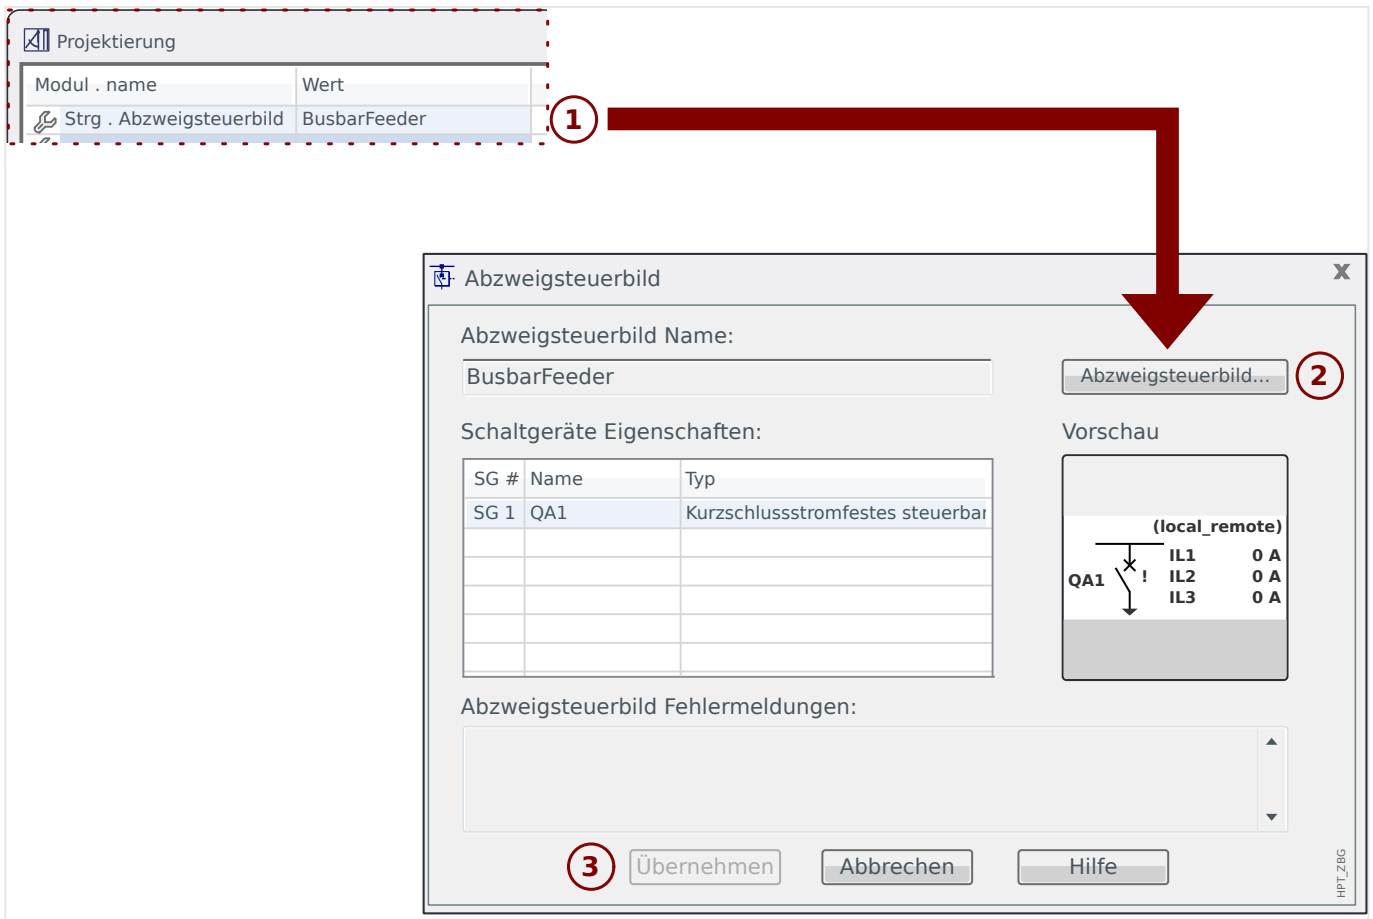 Projektierung
Modul . name Wert
Strg . Abzweigsteuerbild BusbarFeeder
1
Abzweigsteuerbild X
Abzweigsteuerbild Name:
BusbarFeeder Abzweigsteuerbild... 2
Schaltgeräte Eigenschaften: Vorschau
SG # Name Typ
SG 1 QA1 Kurzschlussstromfestes steuerbar
(local_remote)
IL1 0 A
QA1 ! IL2 0 A
IL3 0 A
Abzweigsteuerbild Fehlermeldungen:
3 Übernehmen Abbrechen Hilfe
HPT_ZBG